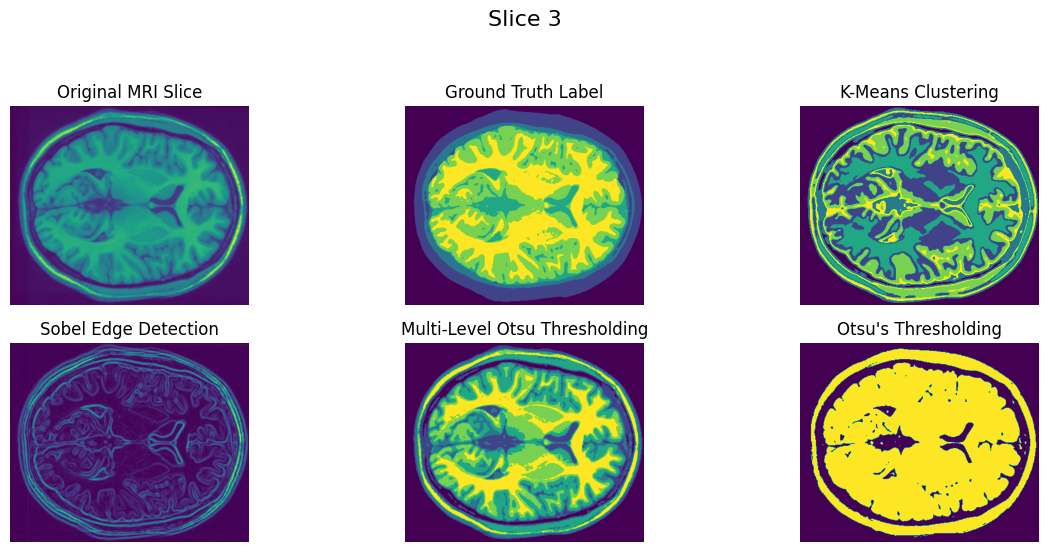 Slice 3
Original MRI Slice
Ground Truth Label
K-Means Clustering
Sobel Edge Detection
Multi-Level Otsu Thresholding
Otsu's Thresholding